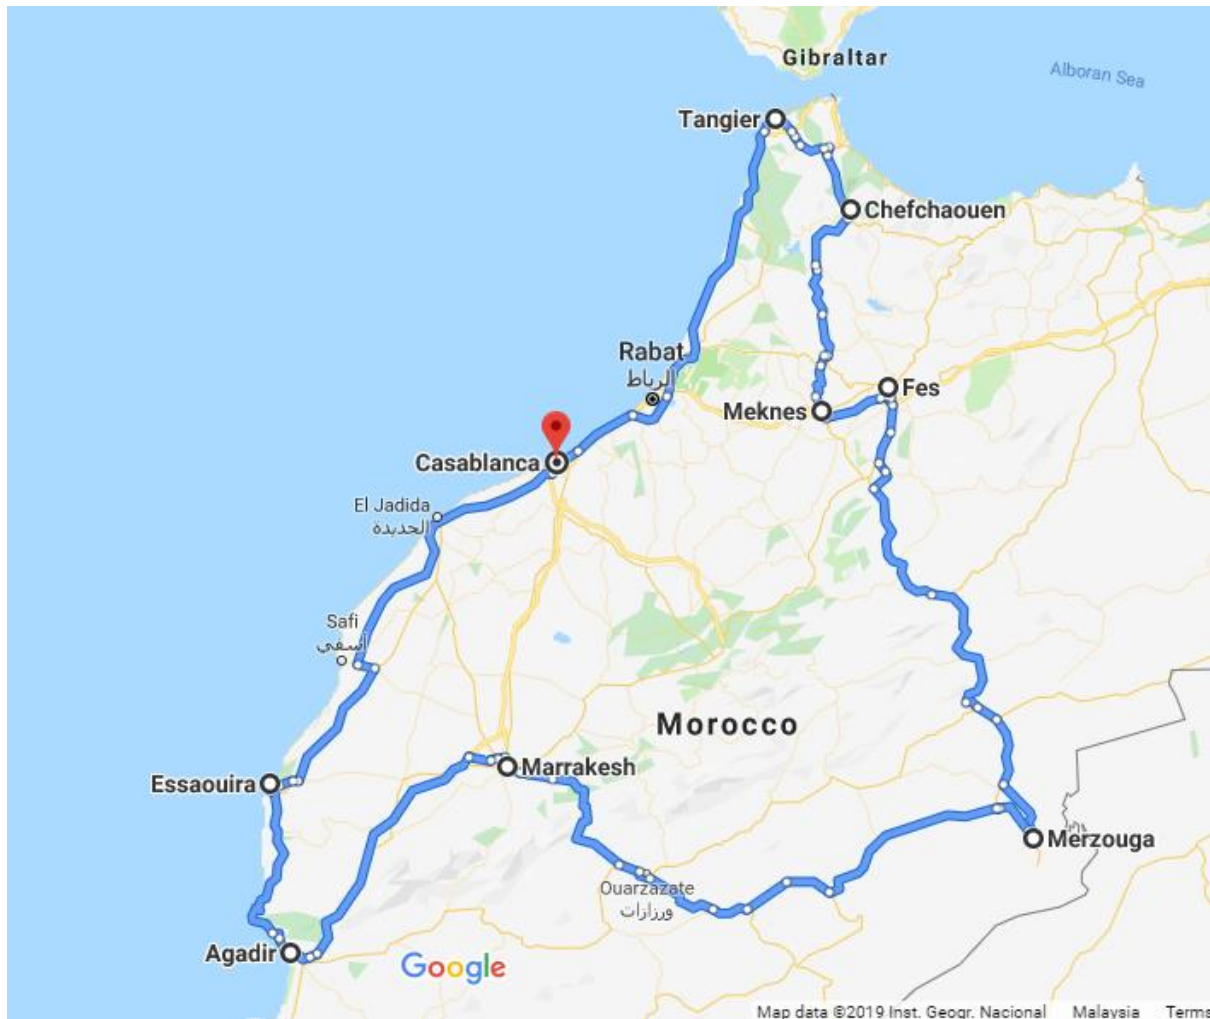 Gibraltar
Alboran Sea
Tangier
Chefchaouen
Rabat
الرباط
Fes
Meknes
Casablanca
El Jadida
الجديدة
Safi
آسفي
Morocco
Marrakesh
Essaouira
Merzouga
Ouarzazate
ورزازات
Agadir
Google
Map data ©2019 Inst. Geogr. Nacional Malaysia Terms